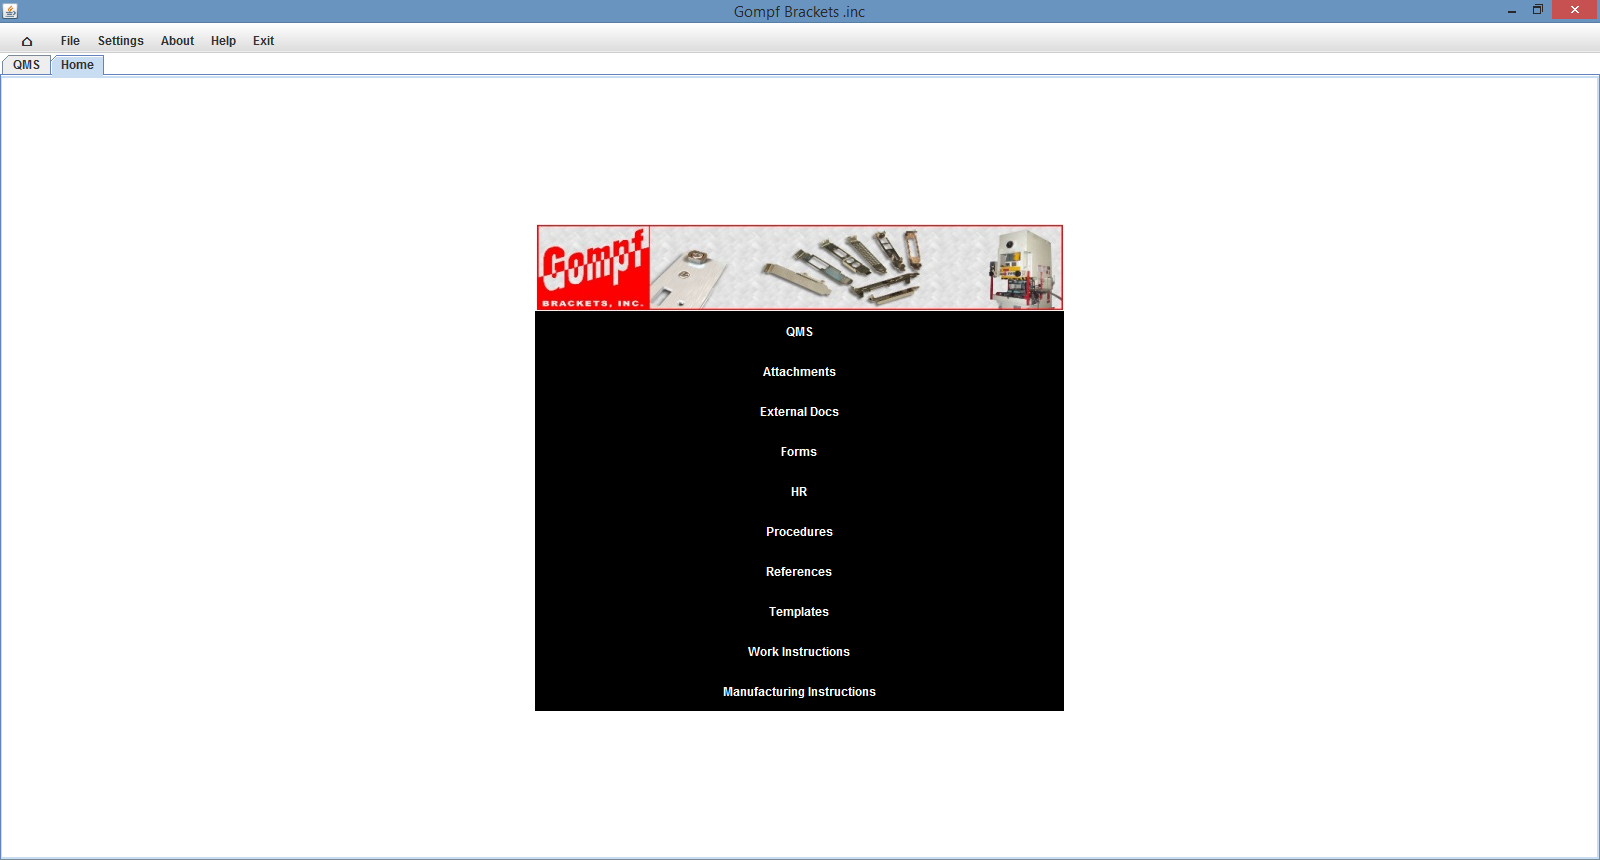 Gompf Brackets .inc
File Settings About Help Exit
QMS Home
Gompf
BRACKETS, INC.
QMS
Attachments
External Docs
Forms
HR
Procedures
References
Templates
Work Instructions
Manufacturing Instructions